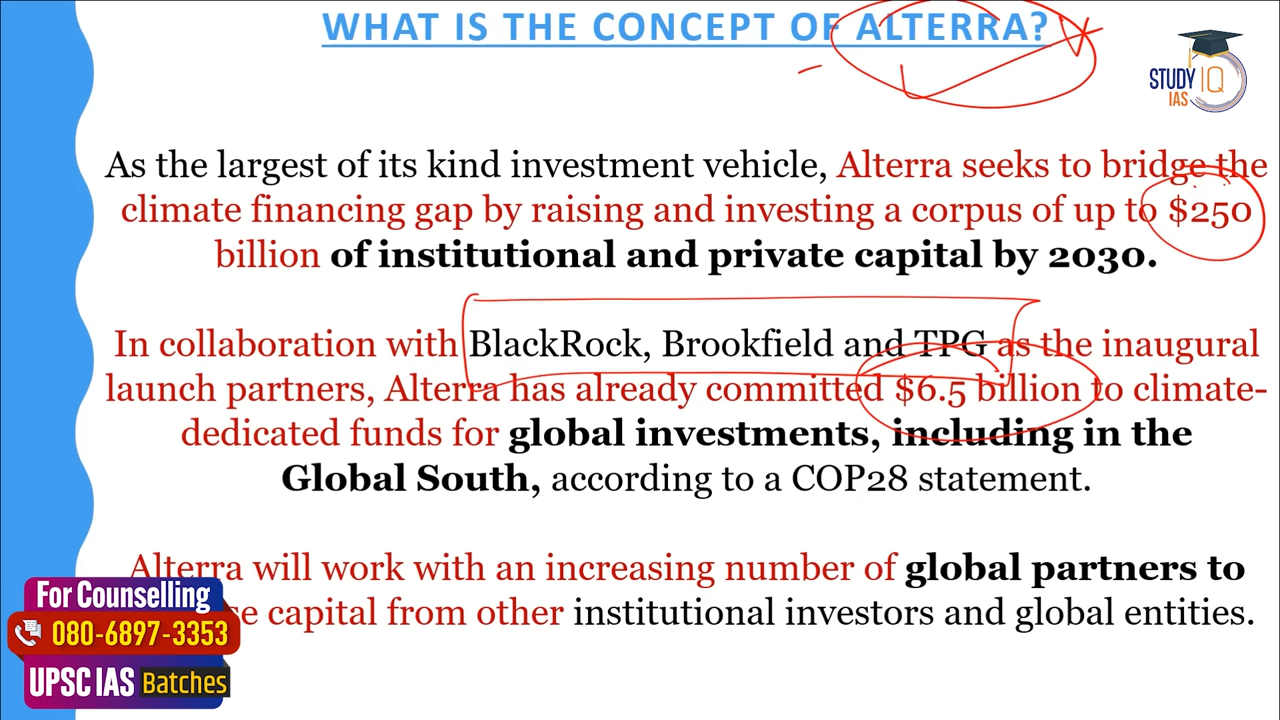 WHAT IS THE CONCEPT OF ALTERRA?
STUDY IQ
IAS
As the largest of its kind investment vehicle, Alterra seeks to bridge the
climate financing gap by raising and investing a corpus of up to $250
billion of institutional and private capital by 2030.
In collaboration with BlackRock, Brookfield and TPG as the inaugural
launch partners, Alterra has already committed $6.5 billion to climate-
dedicated funds for global investments, including in the
Global South, according to a COP28 statement.
Alterra will work with an increasing number of global partners to
se capital from other institutional investors and global entities.
For Counselling
080-6897-3353
UPSC IAS Batches